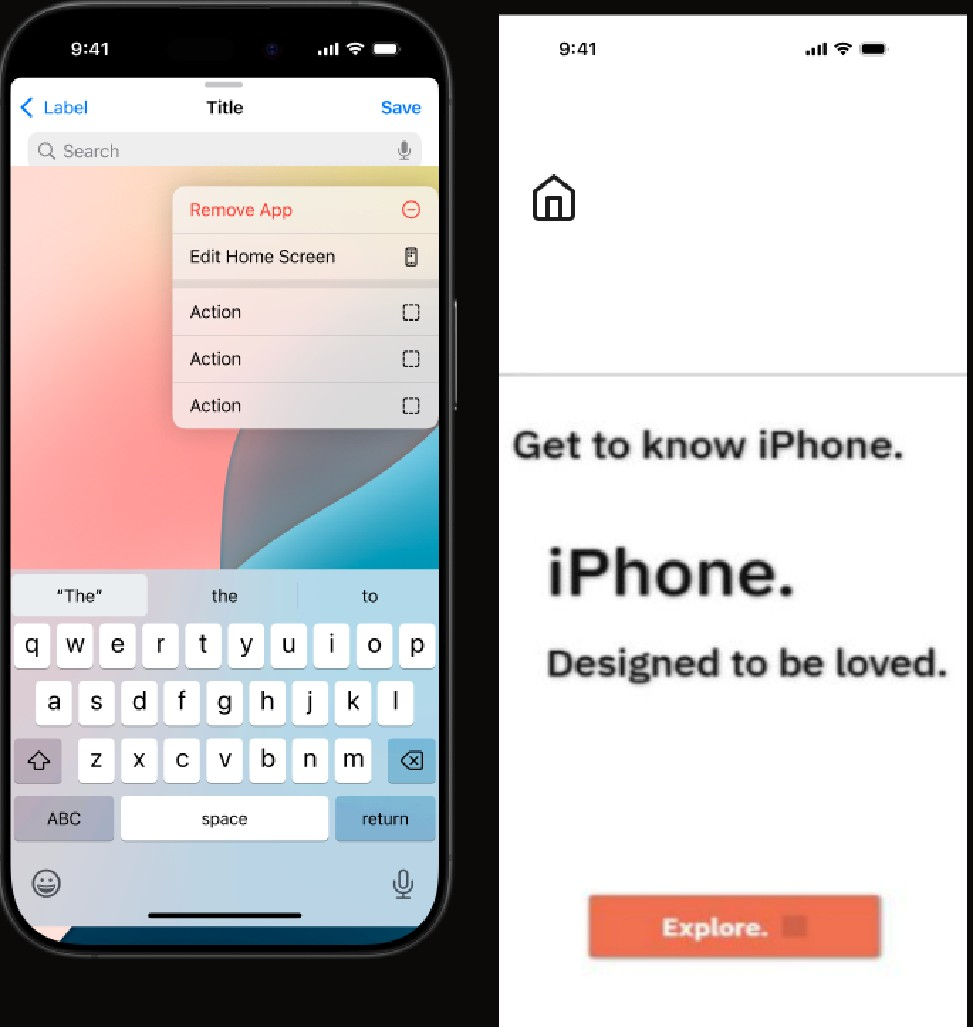 9:41
Label Title Save
Search
Remove App
Edit Home Screen
Action
Action
Action
“The” the to
q w e r t y u i o p
a s d f g h j k l
z x c v b n m
ABC space return
9:41
Get to know iPhone.
iPhone.
Designed to be loved.
Explore.